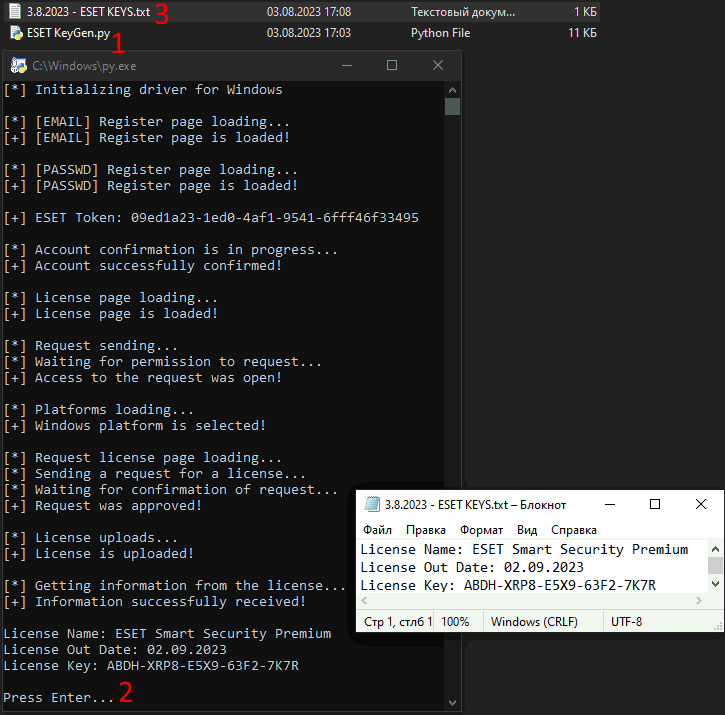 3.8.2023 - ESET KEYS.txt 3 03.08.2023 17:08 Текстовый докум... 1 КБ
ESET KeyGen.py 1 03.08.2023 17:03 Python File 11 КБ
C:\Windows\py.exe
[*] Initializing driver for Windows
[*] [EMAIL] Register page loading...
[+] [EMAIL] Register page is loaded!
[*] [PASSWD] Register page loading...
[+] [PASSWD] Register page is loaded!
[+] ESET Token: 09ed1a23-1ed0-4af1-9541-6fff46f33495
[*] Account confirmation is in progress...
[+] Account successfully confirmed!
[*] License page loading...
[+] License page is loaded!
[*] Request sending...
[*] Waiting for permission to request...
[+] Access to the request was open!
[*] Platforms loading...
[+] Windows platform is selected!
[*] Request license page loading...
[*] Sending a request for a license...
[*] Waiting for confirmation of request...
[+] Request was approved!
[*] License uploads...
[+] License is uploaded!
[*] Getting information from the license...
[+] Information successfully received!
License Name: ESET Smart Security Premium
License Out Date: 02.09.2023
License Key: ABDH-XRP8-E5X9-63F2-7K7R
Press Enter... 2
3.8.2023 - ESET KEYS.txt – Блокнот
Файл Правка Формат Вид Справка
License Name: ESET Smart Security Premium
License Out Date: 02.09.2023
License Key: ABDH-XRP8-E5X9-63F2-7K7R
Стр 1, стлб 1 100% Windows (CRLF) UTF-8